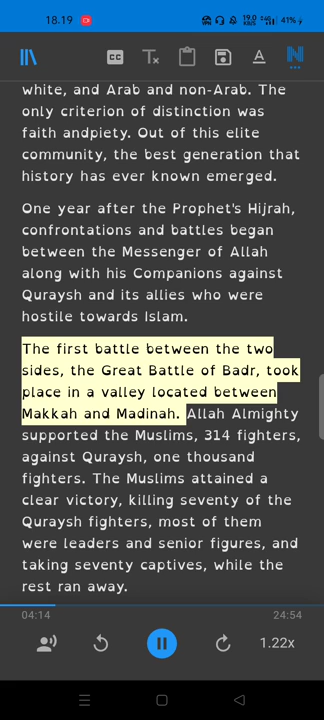 18.19
19.0
KB/S
41%
CC
white, and Arab and non-Arab. The
only criterion of distinction was
faith andpiety. Out of this elite
community, the best generation that
history has ever known emerged.
One year after the Prophet's Hijrah,
confrontations and battles began
between the Messenger of Allah
along with his Companions against
Quraysh and its allies who were
hostile towards Islam.
The first battle between the two
sides, the Great Battle of Badr, took
place in a valley located between
Makkah and Madinah. Allah Almighty
supported the Muslims, 314 fighters,
against Quraysh, one thousand
fighters. The Muslims attained a
clear victory, killing seventy of the
Quraysh fighters, most of them
were leaders and senior figures, and
taking seventy captives, while the
rest ran away.
04:14
24:54
1.22x